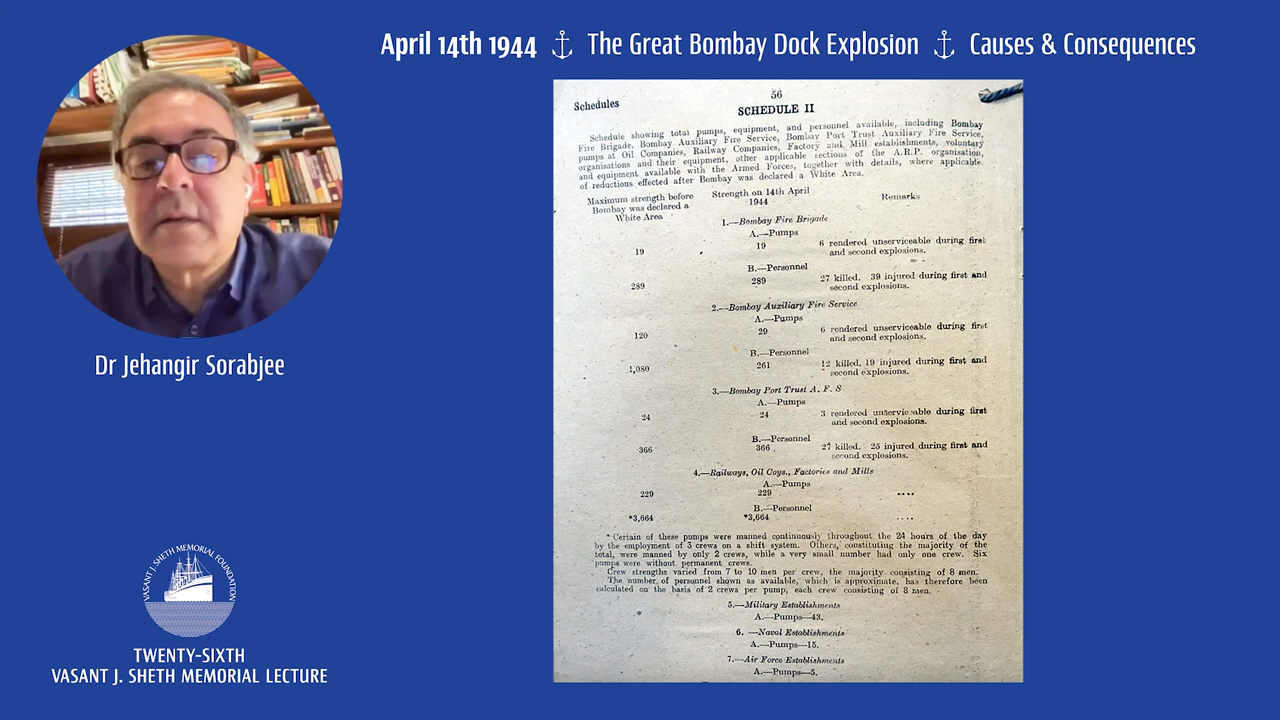 April 14th 1944 The Great Bombay Dock Explosion Causes & Consequences
Dr Jehangir Sorabjee
VASANT J. SHETH MEMORIAL FOUNDATION
TWENTY-SIXTH
VASANT J. SHETH MEMORIAL LECTURE
56
Schedules
SCHEDULE II
Schedule showing total pumps, equipment, and personnel available, including Bombay
Fire Brigade, Bombay Auxiliary Fire Service, Bombay Port Trust Auxiliary Fire Service,
pumps at Oil Companies, Railway Companies, Factory and Mill establishments, voluntary
organisations and their equipment, other applicable sections of the A.R.P. organisation,
and equipment available with the Armed Forces, together with details, where applicable.
of reductions effected after Bombay was declared a White Area.
Maximum strength before Bombay was declared a White Area
Strength on 14th April 1944
Remarks
1.—Bombay Fire Brigade
A.—Pumps
19 19 6 rendered unserviceable during first
and second explosions.
B.—Personnel
289 289 27 killed. 39 injured during first and
second explosions.
2.—Bombay Auxiliary Fire Service
A.—Pumps
120 29 6 rendered unserviceable during first
and second explosions.
B.—Personnel
1,080 261 12 killed. 19 injured during first and
second explosions.
3.—Bombay Port Trust A. F. S
A.—Pumps
24 24 3 rendered unserviceable during first
and second explosions.
B.—Personnel
366 366 27 killed. 25 injured during first and
second explosions.
4.—Railways, Oil Coys., Factories and Mills
A.—Pumps
229 229 ....
B.—Personnel
*3,664 *3,664 ....
* Certain of these pumps were manned continuously throughout the 24 hours of the day
by the employment of 3 crews on a shift system. Others, constituting the majority of the
total, were manned by only 2 crews, while a very small number had only one crew. Six
pumps were without permanent crews.
Crew strengths varied from 7 to 10 men per crew, the majority consisting of 8 men.
The number of personnel shown as available, which is approximate, has therefore been
calculated on the basis of 2 crews per pump, each crew consisting of 8 men.
5.—Military Establishments
A.—Pumps—43.
6. —Naval Establishments
A.—Pumps—15.
7.—Air Force Establishments
A.—Pumps—5.